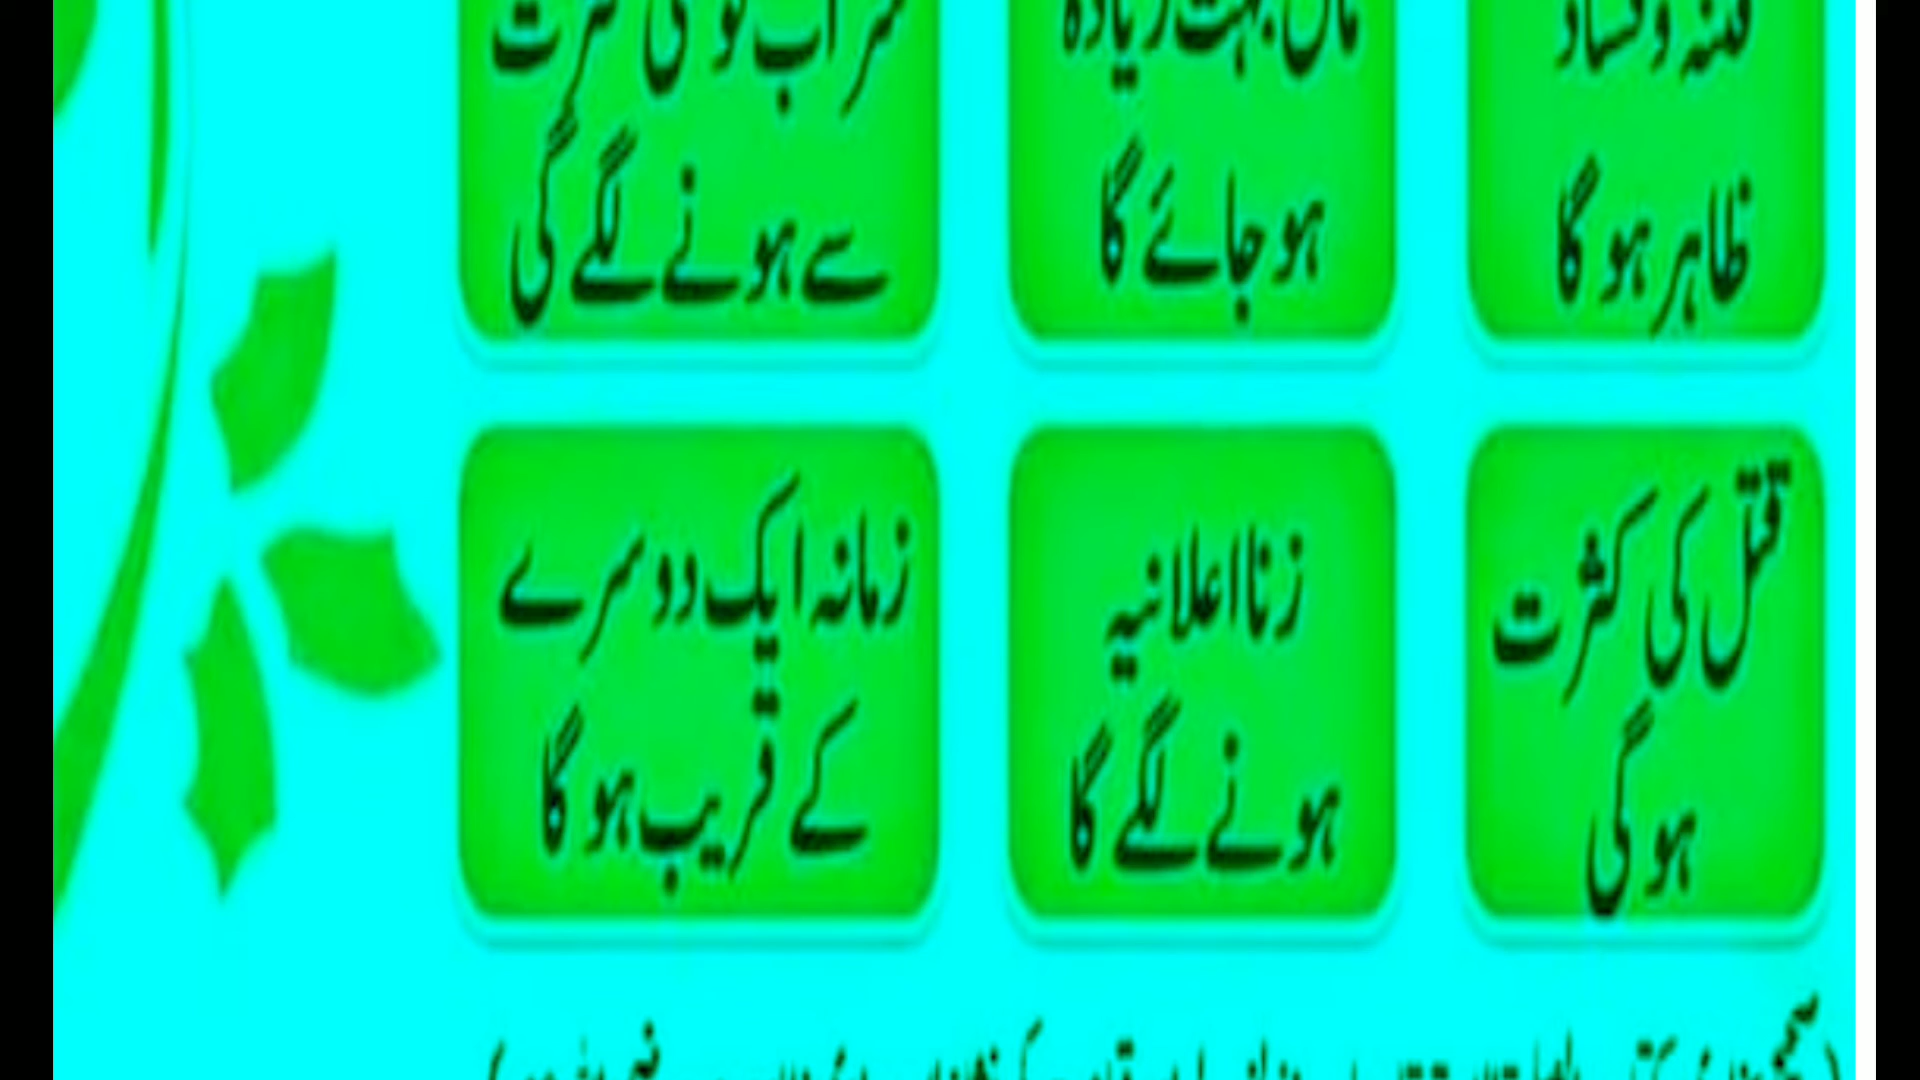 فتنہ و فساد
ظاہر ہو گا
مال بہت زیادہ
ہو جائے گا
شراب نوشی کثرت
سے ہونے لگے گی
قتل کی کثرت
ہو گی
زنا اعلانیہ
ہونے لگے گا
زمانہ ایک دوسرے
کے قریب ہو گا